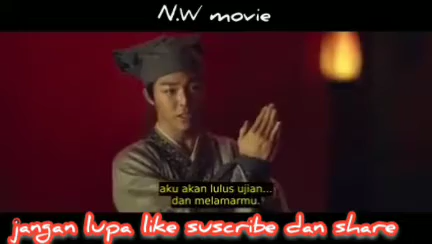 N.W movie
aku akan lulus ujian...
dan melamarmu.
jangan lupa like suscribe dan share